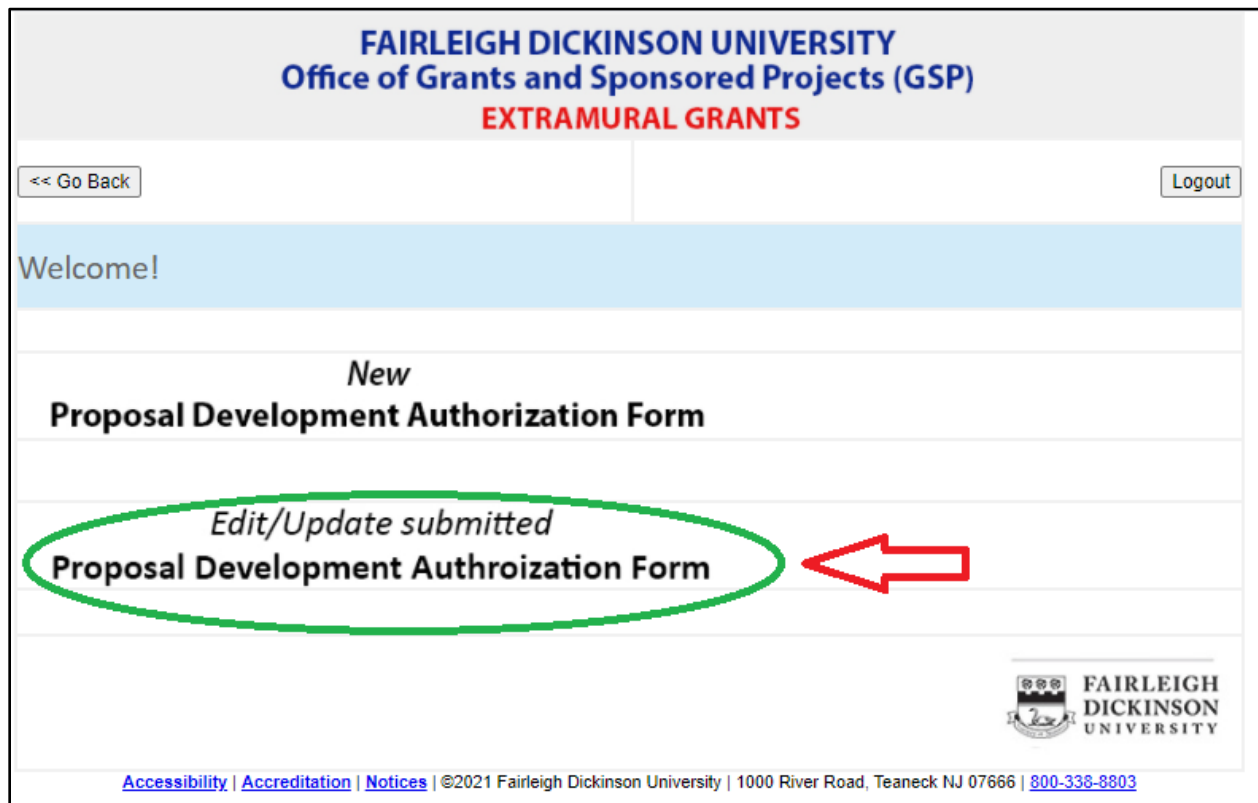 FAIRLEIGH DICKINSON UNIVERSITY
Office of Grants and Sponsored Projects (GSP)
EXTRAMURAL GRANTS
<< Go Back
Logout
Welcome!
New
Proposal Development Authorization Form
Edit/Update submitted
Proposal Development Authroization Form
FAIRLEIGH
DICKINSON
UNIVERSITY
Accessibility | Accreditation | Notices | ©2021 Fairleigh Dickinson University | 1000 River Road, Teaneck NJ 07666 | 800-338-8803